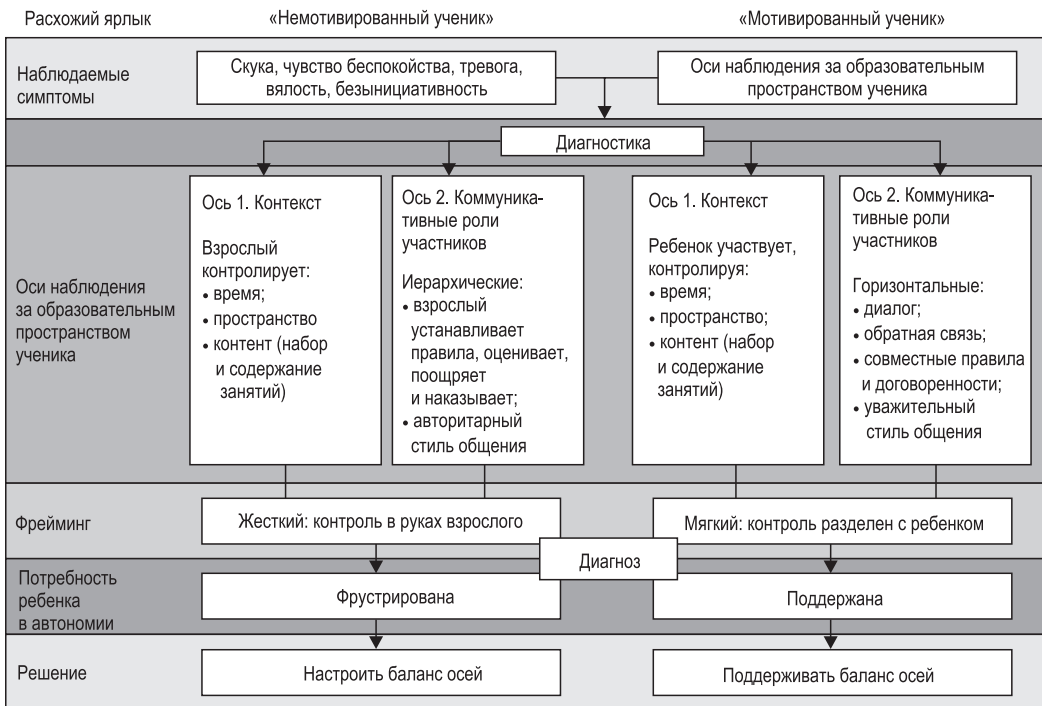 Расхожий ярлык
«Немотивированный ученик»
«Мотивированный ученик»
Наблюдаемые
симптомы
Скука, чувство беспокойства, тревога,
вялость, безынициативность
Оси наблюдения за образовательным
пространством ученика
Диагностика
Оси наблюдения
за образовательным
пространством
ученика
Ось 1. Контекст
Взрослый
контролирует:
• время;
• пространство
• контент (набор
и содержание
занятий)
Ось 2. Коммуника-
тивные роли
участников
Иерархические:
• взрослый
устанавливает
правила, оценивает,
поощряет
и наказывает;
• авторитарный
стиль общения
Ось 1. Контекст
Ребенок участвует,
контролируя:
• время;
• пространство;
• контент (набор
и содержание
занятий)
Ось 2. Коммуника-
тивные роли
участников
Горизонтальные:
• диалог;
• обратная связь;
• совместные правила
и договоренности;
• уважительный
стиль общения
Фрейминг
Жесткий: контроль в руках взрослого
Мягкий: контроль разделен с ребенком
Диагноз
Потребность
ребенка
в автономии
Фрустрирована
Поддержана
Решение
Настроить баланс осей
Поддерживать баланс осей